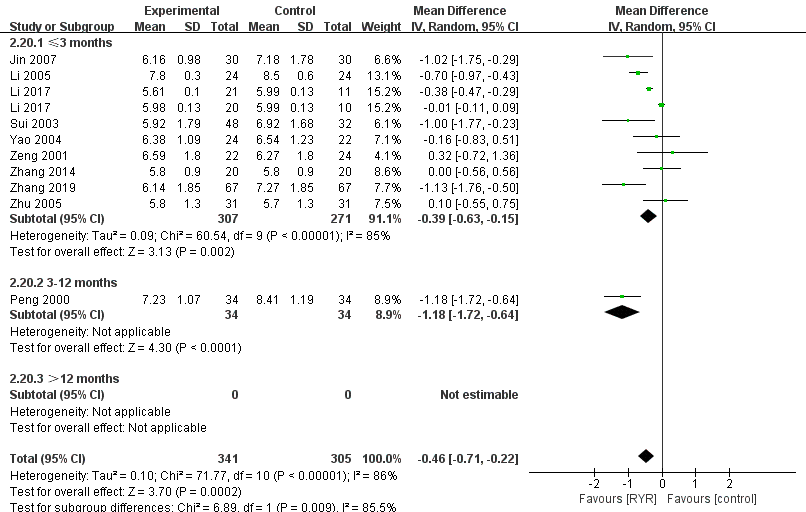 Experimental Control Mean Difference Mean Difference
Study or Subgroup Mean SD Total Mean SD Total Weight IV, Random, 95% CI IV, Random, 95% CI
2.20.1 ≤3 months
Jin 2007 6.16 0.98 30 7.18 1.78 30 6.6% -1.02 [-1.75, -0.29]
Li 2005 7.8 0.3 24 8.5 0.6 24 13.1% -0.70 [-0.97, -0.43]
Li 2017 5.61 0.1 21 5.99 0.13 11 15.2% -0.38 [-0.47, -0.29]
Li 2017 5.98 0.13 20 5.99 0.13 10 15.2% -0.01 [-0.11, 0.09]
Sui 2003 5.92 1.79 48 6.92 1.68 32 6.1% -1.00 [-1.77, -0.23]
Yao 2004 6.38 1.09 24 6.54 1.23 22 7.2% -0.16 [-0.83, 0.51]
Zeng 2001 6.59 1.8 22 6.27 1.8 24 4.1% 0.32 [-0.72, 1.36]
Zhang 2014 5.8 0.9 20 5.8 0.9 20 8.6% 0.00 [-0.56, 0.56]
Zhang 2019 6.14 1.85 67 7.27 1.85 67 7.7% -1.13 [-1.76, -0.50]
Zhu 2005 5.8 1.3 31 5.7 1.3 31 7.5% 0.10 [-0.55, 0.75]
Subtotal (95% CI) 307 271 91.1% -0.39 [-0.63, -0.15]
Heterogeneity: Tau² = 0.09; Chi² = 60.54, df = 9 (P < 0.00001); I² = 85%
Test for overall effect: Z = 3.13 (P = 0.002)
2.20.2 3-12 months
Peng 2000 7.23 1.07 34 8.41 1.19 34 8.9% -1.18 [-1.72, -0.64]
Subtotal (95% CI) 34 34 8.9% -1.18 [-1.72, -0.64]
Heterogeneity: Not applicable
Test for overall effect: Z = 4.30 (P < 0.0001)
2.20.3 >12 months
Subtotal (95% CI) 0 0 Not estimable
Heterogeneity: Not applicable
Test for overall effect: Not applicable
Total (95% CI) 341 305 100.0% -0.46 [-0.71, -0.22]
Heterogeneity: Tau² = 0.10; Chi² = 71.77, df = 10 (P < 0.00001); I² = 86%
Test for overall effect: Z = 3.70 (P = 0.0002)
Test for subgroup differences: Chi² = 6.89, df = 1 (P = 0.009), I² = 85.5%
-2 -1 0 1 2
Favours [RYR] Favours [control]